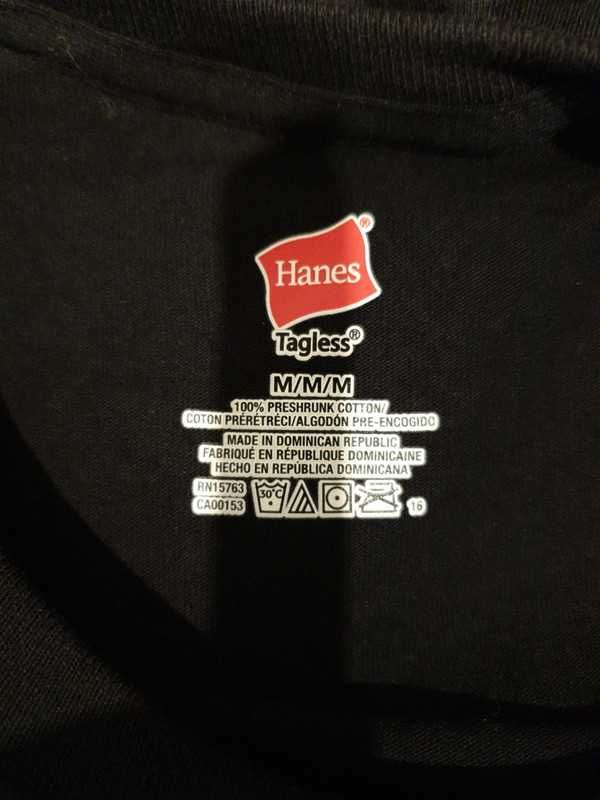 Hanes®
Tagless®
M/M/M
100% PRESHRUNK COTTON/
COTON PRÉRÉTRÉCI/ALGODÓN PRE-ENCOGIDO
MADE IN DOMINICAN REPUBLIC
FABRIQUÉ EN RÉPUBLIQUE DOMINICAINE
HECHO EN REPÚBLICA DOMINICANA
RN15763
CA00153
30°C
16